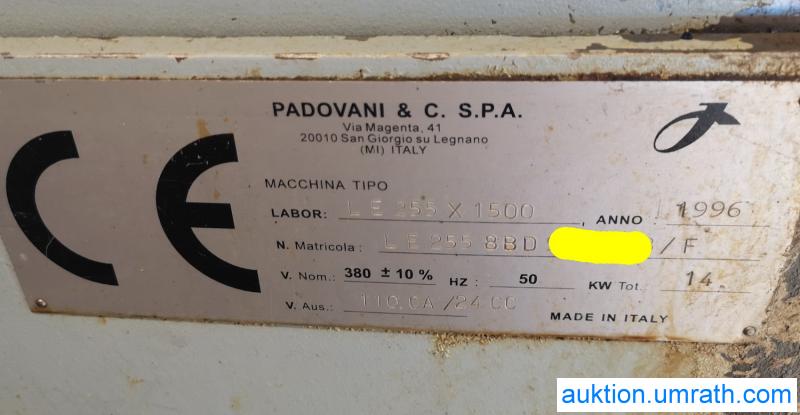 CE
PADOVANI & C. S.P.A.
Via Magenta, 41
20010 San Giorgio su Legnano
(MI) ITALY
MACCHINA TIPO
LABOR: LE 255 X 1500, ANNO 1996
N. Matricola: LE 255 8BD /F
V. Nom.: 380 ± 10% HZ: 50 KW Tot.: 14.
V. Aus.: 110 CA/24 CC
MADE IN ITALY
auktion.umrath.com